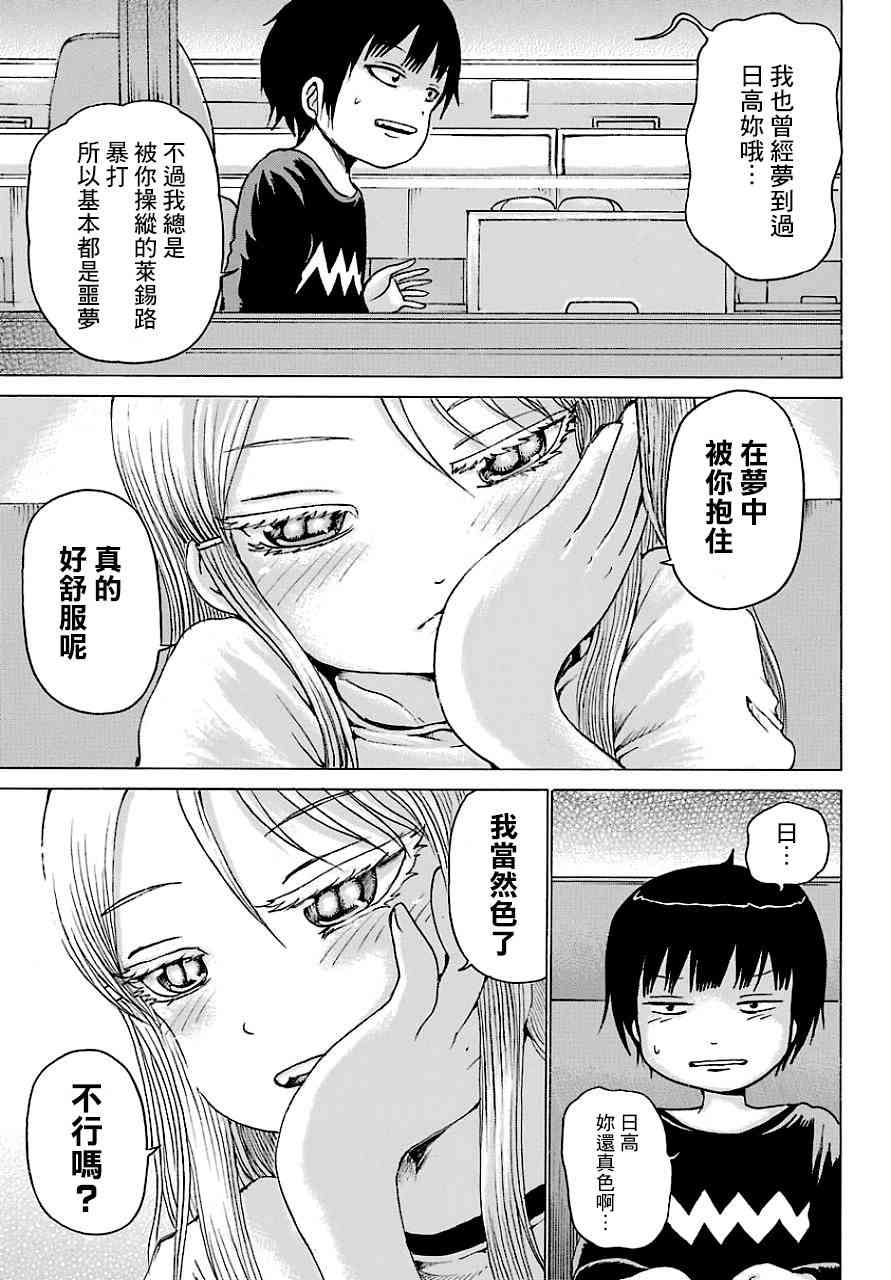 我也曾經夢到過
日高妳哦…
不過我總是
被你操縱的萊錫路
暴打
所以基本都是噩夢
在夢中
被你抱住
真的
好舒服呢
日…
日高
妳還真色啊…
我當然色了
不行嗎？